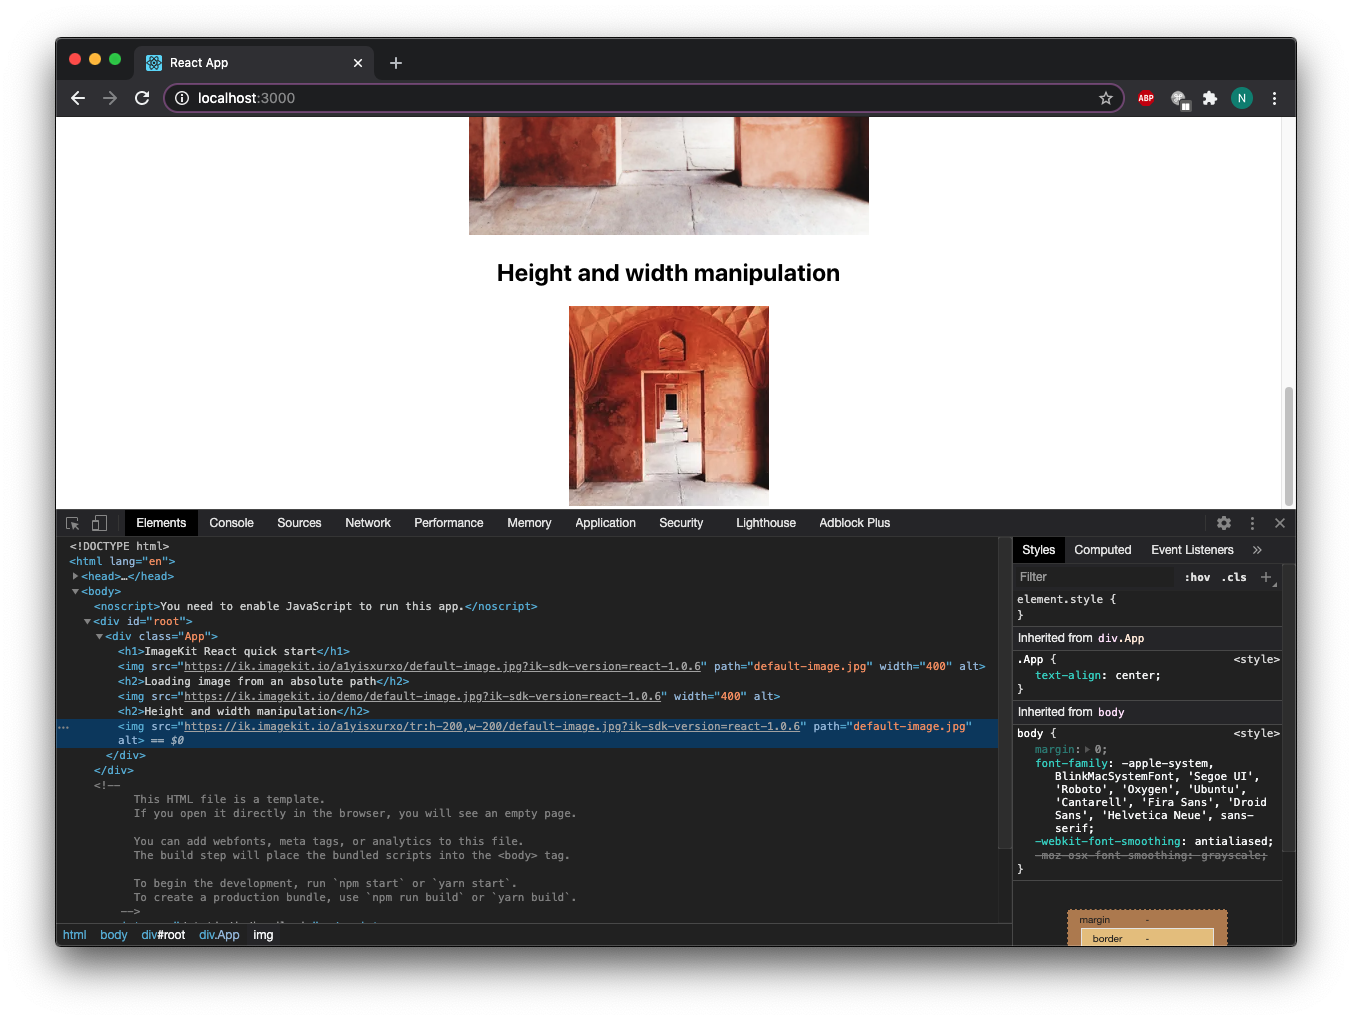 React App
localhost:3000
ABP
N
Height and width manipulation
Elements Console Sources Network Performance Memory Application Security Lighthouse Adblock Plus
<!DOCTYPE html>
<html lang="en">
<head>…</head>
<body>
<noscript>You need to enable JavaScript to run this app.</noscript>
<div id="root">
<div class="App">
<h1>ImageKit React quick start</h1>
<img src="https://ik.imagekit.io/a1yisxurxo/default-image.jpg?ik-sdk-version=react-1.0.6" path="default-image.jpg" width="400" alt>
<h2>Loading image from an absolute path</h2>
<img src="https://ik.imagekit.io/demo/default-image.jpg?ik-sdk-version=react-1.0.6" width="400" alt>
<h2>Height and width manipulation</h2>
<img src="https://ik.imagekit.io/a1yisxurxo/tr:h-200,w-200/default-image.jpg?ik-sdk-version=react-1.0.6" path="default-image.jpg"
alt> == $0
</div>
</div>
<!--
This HTML file is a template.
If you open it directly in the browser, you will see an empty page.
You can add webfonts, meta tags, or analytics to this file.
The build step will place the bundled scripts into the <body> tag.
To begin the development, run `npm start` or `yarn start`.
To create a production bundle, use `npm run build` or `yarn build`.
-->
html body div#root div.App img
Styles Computed Event Listeners »
Filter :hov .cls +
element.style {
}
Inherited from div.App
.App { <style>
text-align: center;
}
Inherited from body
body { <style>
margin: 0;
font-family: -apple-system,
BlinkMacSystemFont, 'Segoe UI',
'Roboto', 'Oxygen', 'Ubuntu',
'Cantarell', 'Fira Sans', 'Droid
Sans', 'Helvetica Neue', sans-
serif;
-webkit-font-smoothing: antialiased;
-moz-osx-font-smoothing: grayscale;
}
margin -
border -